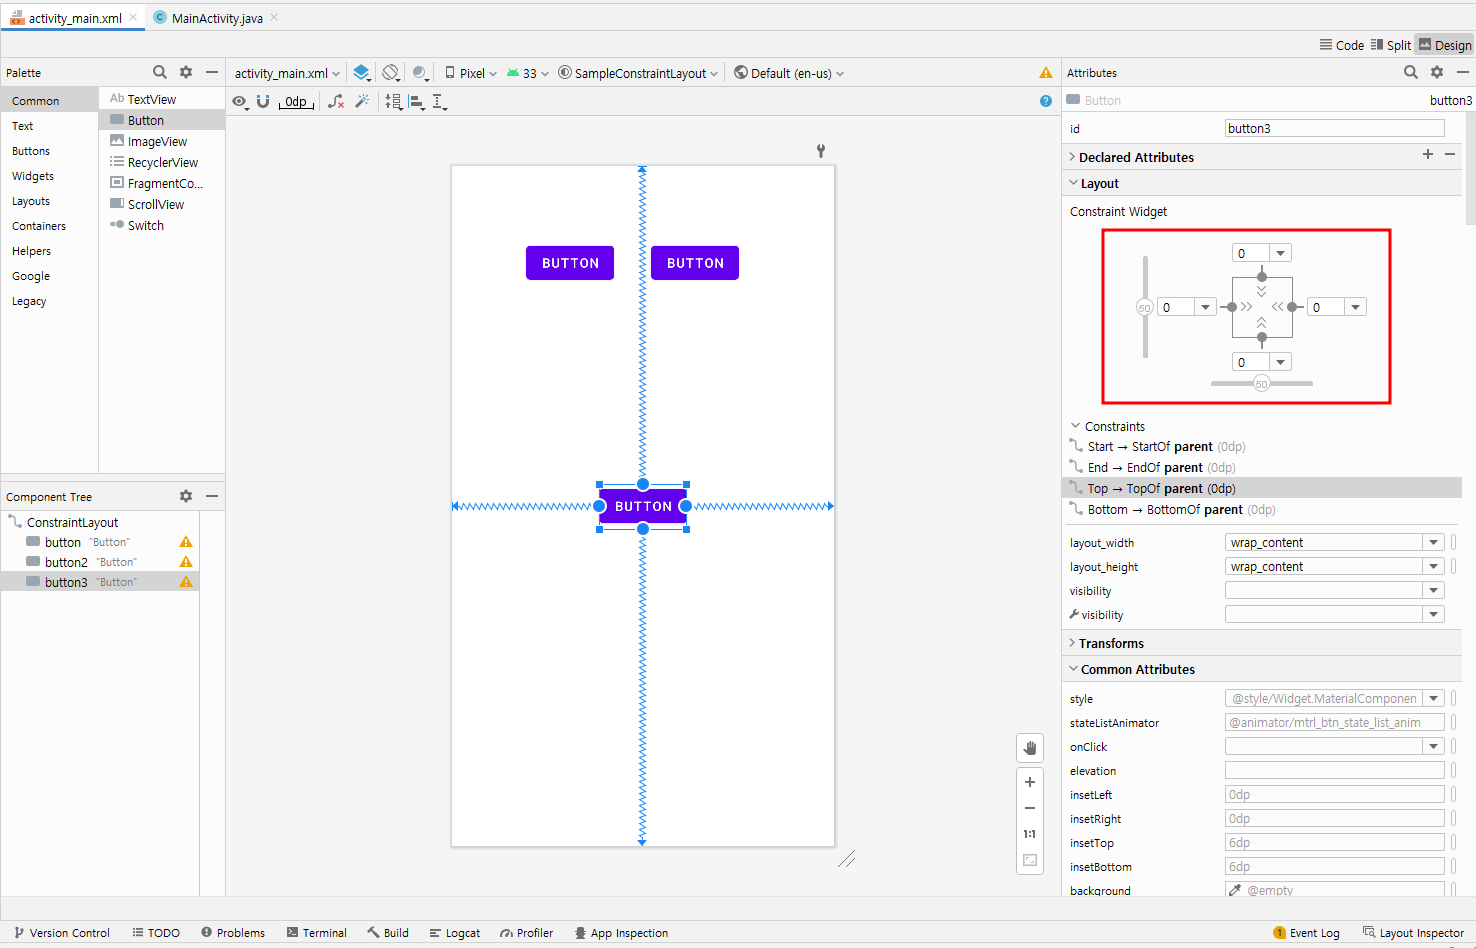 activity_main.xml
MainActivity.java
Code
Split
Design
Palette
activity_main.xml
Pixel
33
SampleConstraintLayout
Default (en-us)
Attributes
0dp
Common
Text
Buttons
Widgets
Layouts
Containers
Helpers
Google
Legacy
Ab TextView
Button
ImageView
RecyclerView
FragmentCo...
ScrollView
Switch
Component Tree
ConstraintLayout
button "Button"
button2 "Button"
button3 "Button"
BUTTON
BUTTON
BUTTON
1:1
Button
button3
id
button3
Declared Attributes
Layout
Constraint Widget
0
50
0
0
0
50
Constraints
Start → StartOf parent (0dp)
End → EndOf parent (0dp)
Top → TopOf parent (0dp)
Bottom → BottomOf parent (0dp)
layout_width
wrap_content
layout_height
wrap_content
visibility
visibility
Transforms
Common Attributes
style
@style/Widget.MaterialComponen
stateListAnimator
@animator/mtrl_btn_state_list_anim
onClick
elevation
insetLeft
0dp
insetRight
0dp
insetTop
6dp
insetBottom
6dp
background
@empty
Version Control
TODO
Problems
Terminal
Build
Logcat
Profiler
App Inspection
1
Event Log
Layout Inspector